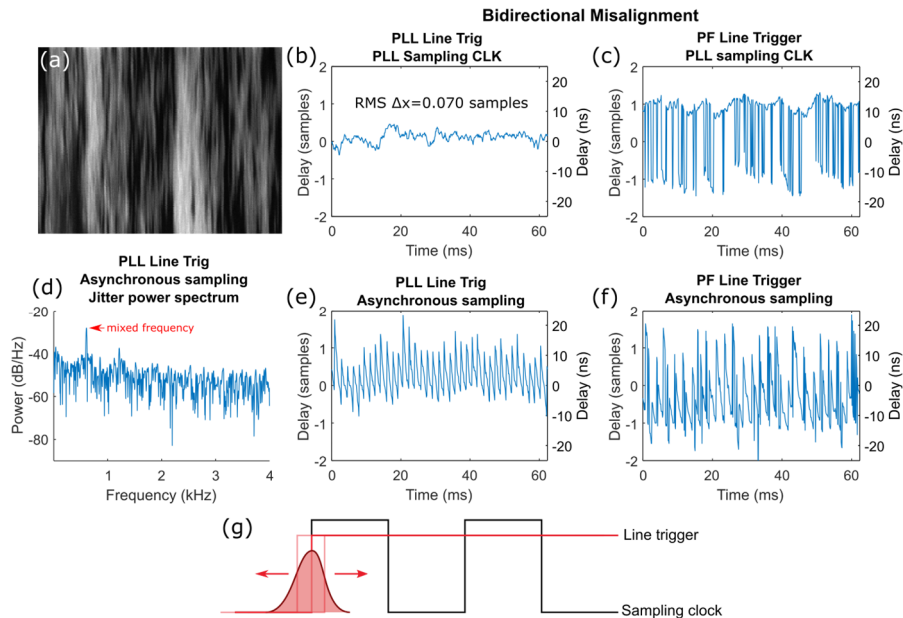 Bidirectional Misalignment
(a)
(b)
PLL Line Trig
PLL Sampling CLK
RMS Δx=0.070 samples
2
1
0
-1
-2
Delay (samples)
20
10
0
-10
-20
Delay (ns)
0
20
40
60
Time (ms)
(c)
PF Line Trigger
PLL sampling CLK
2
1
0
-1
-2
Delay (samples)
20
10
0
-10
-20
Delay (ns)
0
20
40
60
Time (ms)
(d)
PLL Line Trig
Asynchronous sampling
Jitter power spectrum
mixed frequency
-20
-40
-60
-80
Power (dB/Hz)
1
2
3
4
Frequency (kHz)
(e)
PLL Line Trig
Asynchronous sampling
2
1
0
-1
2
Delay (samples)
20
10
0
-10
-20
Delay (ns)
0
20
40
60
Time (ms)
(f)
PF Line Trigger
Asynchronous sampling
2
1
0
-1
-2
Delay (samples)
20
10
0
-10
-20
Delay (ns)
0
20
40
60
Time (ms)
(g)
Line trigger
Sampling clock